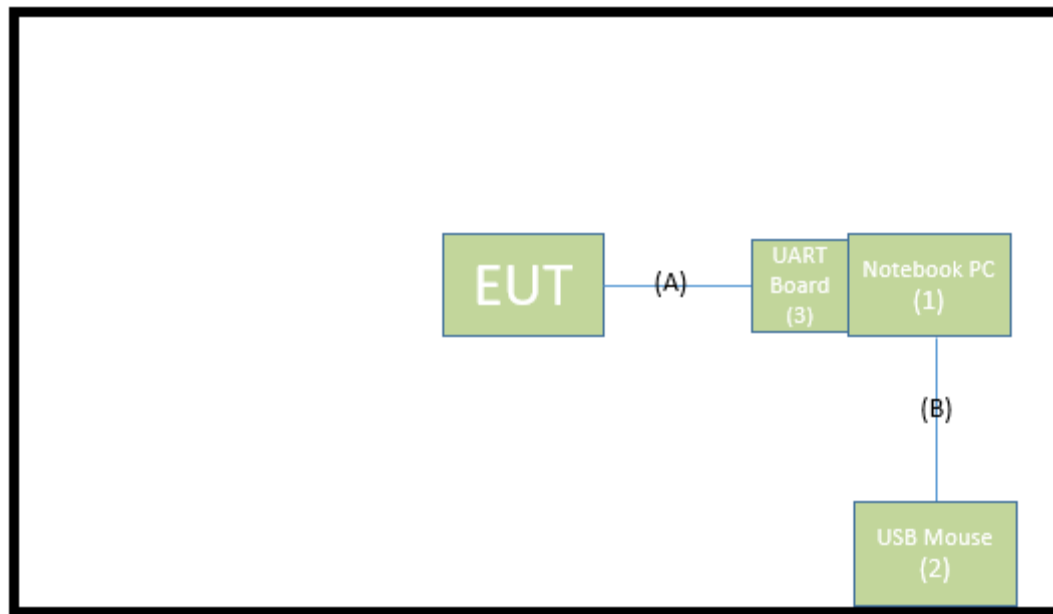 EUT
(A)
UART
Board
(3)
Notebook PC
(1)
(B)
USB Mouse
(2)